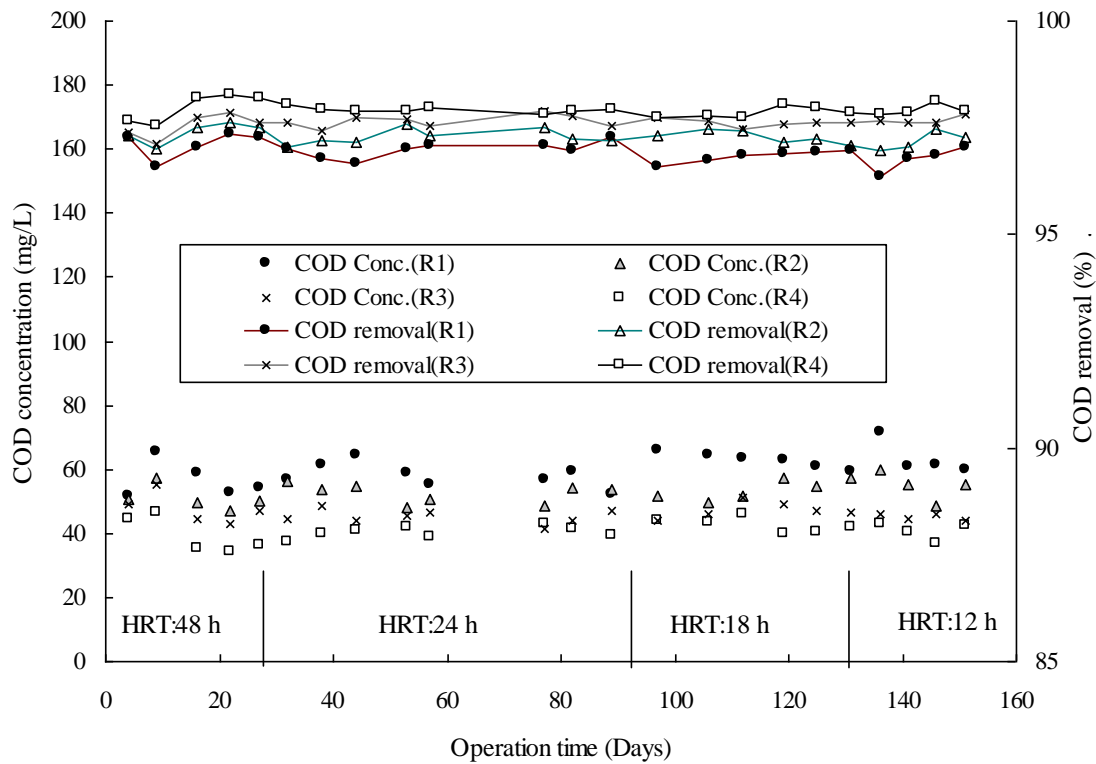 200
180
160
140
120
100
80
60
40
20
0
COD concentration (mg/L)
100
95
90
85
COD removal (%) .
COD Conc.(R1) COD Conc.(R2)
COD Conc.(R3) COD Conc.(R4)
COD removal(R1) COD removal(R2)
COD removal(R3) COD removal(R4)
HRT:48 h HRT:24 h HRT:18 h HRT:12 h
0 20 40 60 80 100 120 140 160
Operation time (Days)